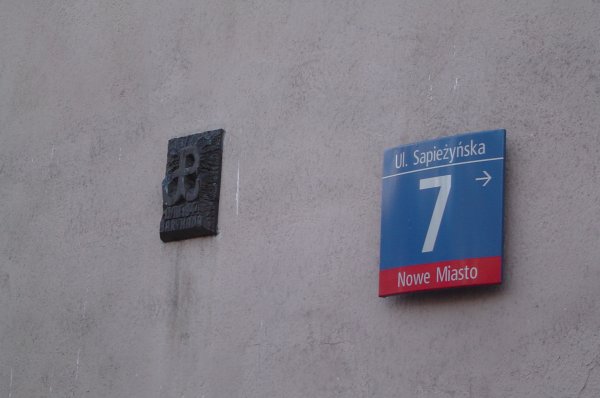 Ul. Sapieżyńska
7 →
Nowe Miasto